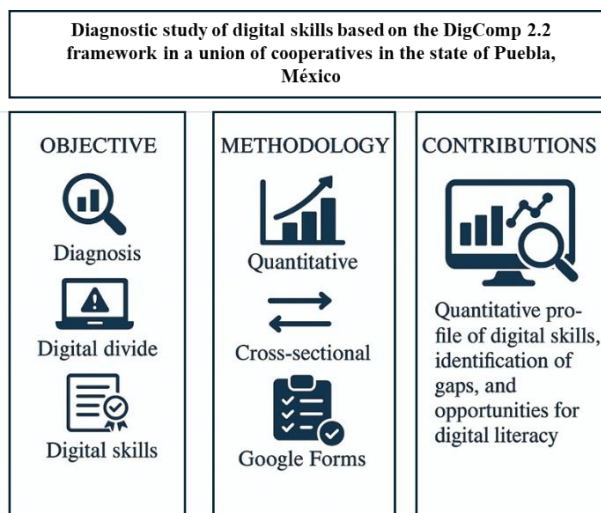 Diagnostic study of digital skills based on the DigComp 2.2
framework in a union of cooperatives in the state of Puebla,
México
OBJECTIVE
Diagnosis
Digital divide
Digital skills
METHODOLOGY
Quantitative
Cross-sectional
Google Forms
CONTRIBUTIONS
Quantitative pro-
file of digital skills,
identification of
gaps, and
opportunities for
digital literacy